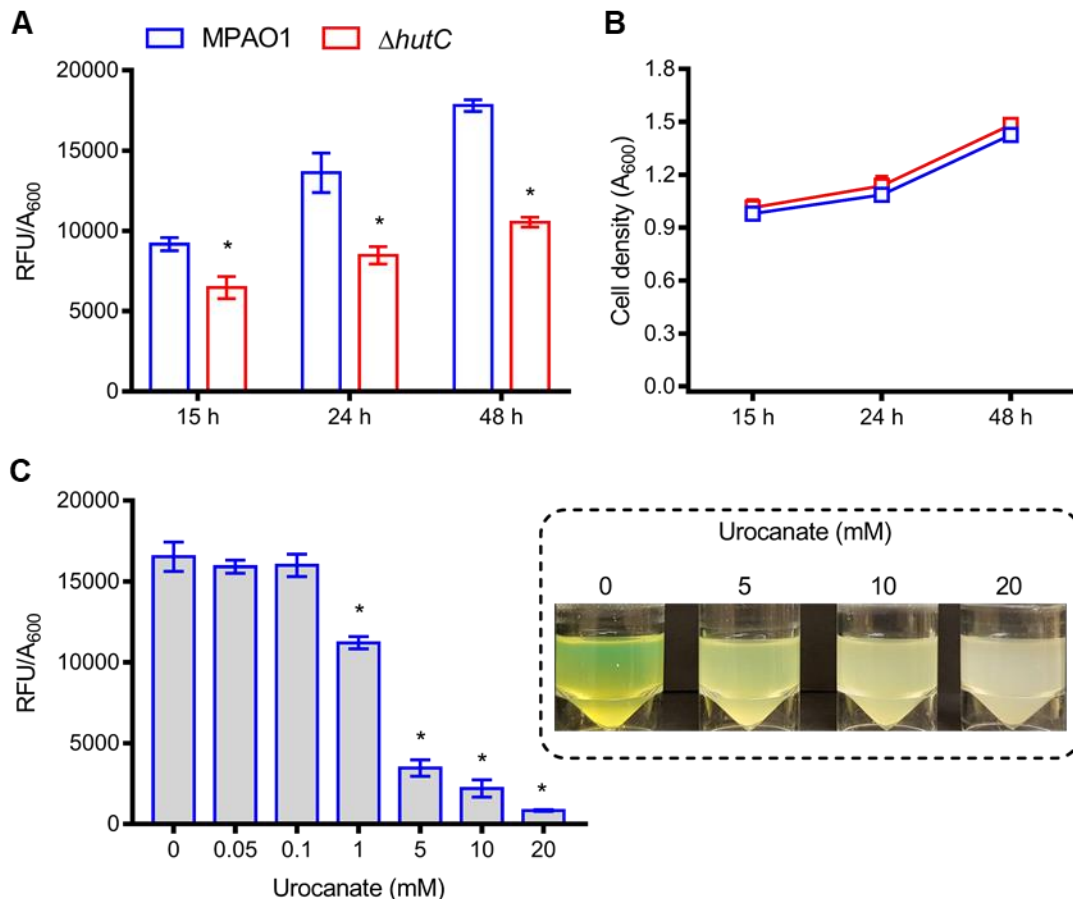 A
MPAO1
ΔhutC
RFU/A600
20000
15000
10000
5000
0
*
*
*
15 h
24 h
48 h
B
Cell density (A600)
1.8
1.5
1.2
0.9
0.6
0.3
0.0
15 h
24 h
48 h
C
RFU/A600
20000
15000
10000
5000
0
*
*
*
*
0
0.05
0.1
1
5
10
20
Urocanate (mM)
Urocanate (mM)
0
5
10
20